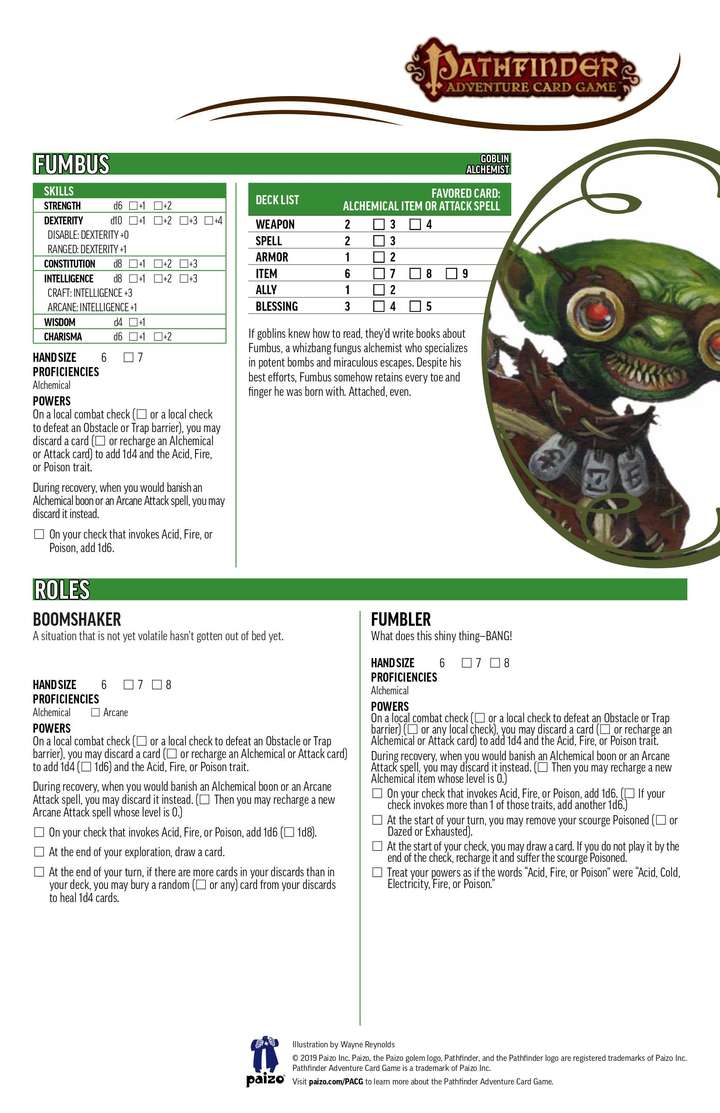 PATHFINDER
ADVENTURE CARD GAME
FUMBUS
GOBLIN
ALCHEMIST
SKILLS
STRENGTH d6 □+1 □+2
DEXTERITY d10 □+1 □+2 □+3 □+4
DISABLE: DEXTERITY +0
RANGED: DEXTERITY +1
CONSTITUTION d8 □+1 □+2 □+3
INTELLIGENCE d8 □+1 □+2 □+3
CRAFT: INTELLIGENCE +3
ARCANE: INTELLIGENCE +1
WISDOM d4 □+1
CHARISMA d6 □+1 □+2
HAND SIZE 6 □ 7
PROFICIENCIES
Alchemical
POWERS
On a local combat check (□ or a local check
to defeat an Obstacle or Trap barrier), you may
discard a card (□ or recharge an Alchemical
or Attack card) to add 1d4 and the Acid, Fire,
or Poison trait.
During recovery, when you would banish an
Alchemical boon or an Arcane Attack spell, you may
discard it instead.
□ On your check that invokes Acid, Fire, or
Poison, add 1d6.
DECK LIST
FAVORED CARD:
ALCHEMICAL ITEM OR ATTACK SPELL
WEAPON 2 □ 3 □ 4
SPELL 2 □ 3
ARMOR 1 □ 2
ITEM 6 □ 7 □ 8 □ 9
ALLY 1 □ 2
BLESSING 3 □ 4 □ 5
If goblins knew how to read, they'd write books about
Fumbus, a whizbang fungus alchemist who specializes
in potent bombs and miraculous escapes. Despite his
best efforts, Fumbus somehow retains every toe and
finger he was born with. Attached, even.
ROLES
BOOMSHAKER
A situation that is not yet volatile hasn't gotten out of bed yet.
HAND SIZE 6 □ 7 □ 8
PROFICIENCIES
Alchemical □ Arcane
POWERS
On a local combat check (□ or a local check to defeat an Obstacle or Trap
barrier), you may discard a card (□ or recharge an Alchemical or Attack card)
to add 1d4 (□ 1d6) and the Acid, Fire, or Poison trait.
During recovery, when you would banish an Alchemical boon or an Arcane
Attack spell, you may discard it instead. (□ Then you may recharge a new
Arcane Attack spell whose level is 0.)
□ On your check that invokes Acid, Fire, or Poison, add 1d6 (□ 1d8).
□ At the end of your exploration, draw a card.
□ At the end of your turn, if there are more cards in your discards than in
your deck, you may bury a random (□ or any) card from your discards
to heal 1d4 cards.
FUMBLER
What does this shiny thing—BANG!
HAND SIZE 6 □ 7 □ 8
PROFICIENCIES
Alchemical
POWERS
On a local combat check (□ or a local check to defeat an Obstacle or Trap
barrier) (□ or any local check), you may discard a card (□ or recharge an
Alchemical or Attack card) to add 1d4 and the Acid, Fire, or Poison trait.
During recovery, when you would banish an Alchemical boon or an Arcane
Attack spell, you may discard it instead. (□ Then you may recharge a new
Alchemical item whose level is 0.)
□ On your check that invokes Acid, Fire, or Poison, add 1d6. (□ If your
check invokes more than 1 of those traits, add another 1d6.)
□ At the start of your turn, you may remove your scourge Poisoned (□ or
Dazed or Exhausted).
□ At the start of your check, you may draw a card. If you do not play it by the
end of the check, recharge it and suffer the scourge Poisoned.
□ Treat your powers as if the words "Acid, Fire, or Poison" were "Acid, Cold,
Electricity, Fire, or Poison."
paizo
Illustration by Wayne Reynolds
© 2019 Paizo Inc. Paizo, the Paizo golem logo, Pathfinder, and the Pathfinder logo are registered trademarks of Paizo Inc.
Pathfinder Adventure Card Game is a trademark of Paizo Inc.
Visit paizo.com/PACG to learn more about the Pathfinder Adventure Card Game.